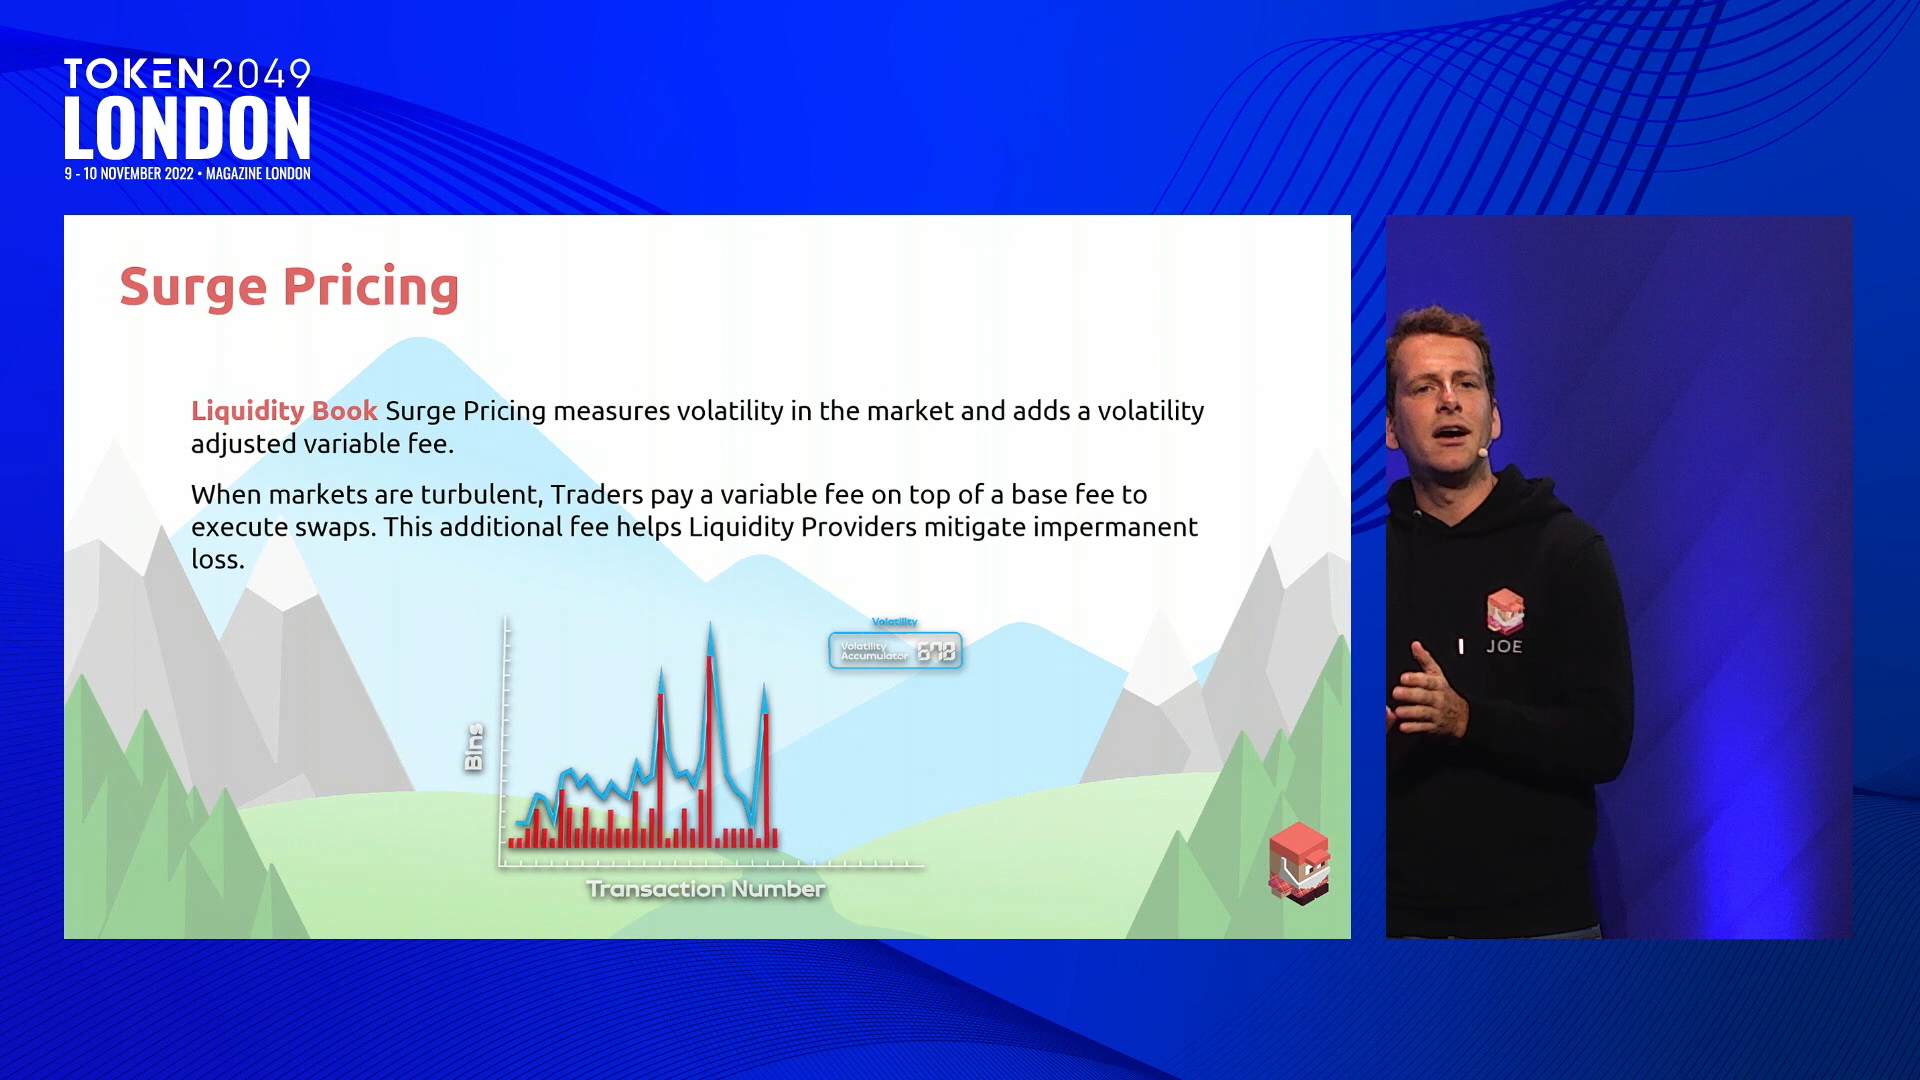 TOKEN2049
LONDON
9 - 10 NOVEMBER 2022 • MAGAZINE LONDON
Surge Pricing
Liquidity Book Surge Pricing measures volatility in the market and adds a volatility
adjusted variable fee.
When markets are turbulent, Traders pay a variable fee on top of a base fee to
execute swaps. This additional fee helps Liquidity Providers mitigate impermanent
loss.
Volatility
Volatility
Accumulator 678
Bins
Transaction Number
JOE